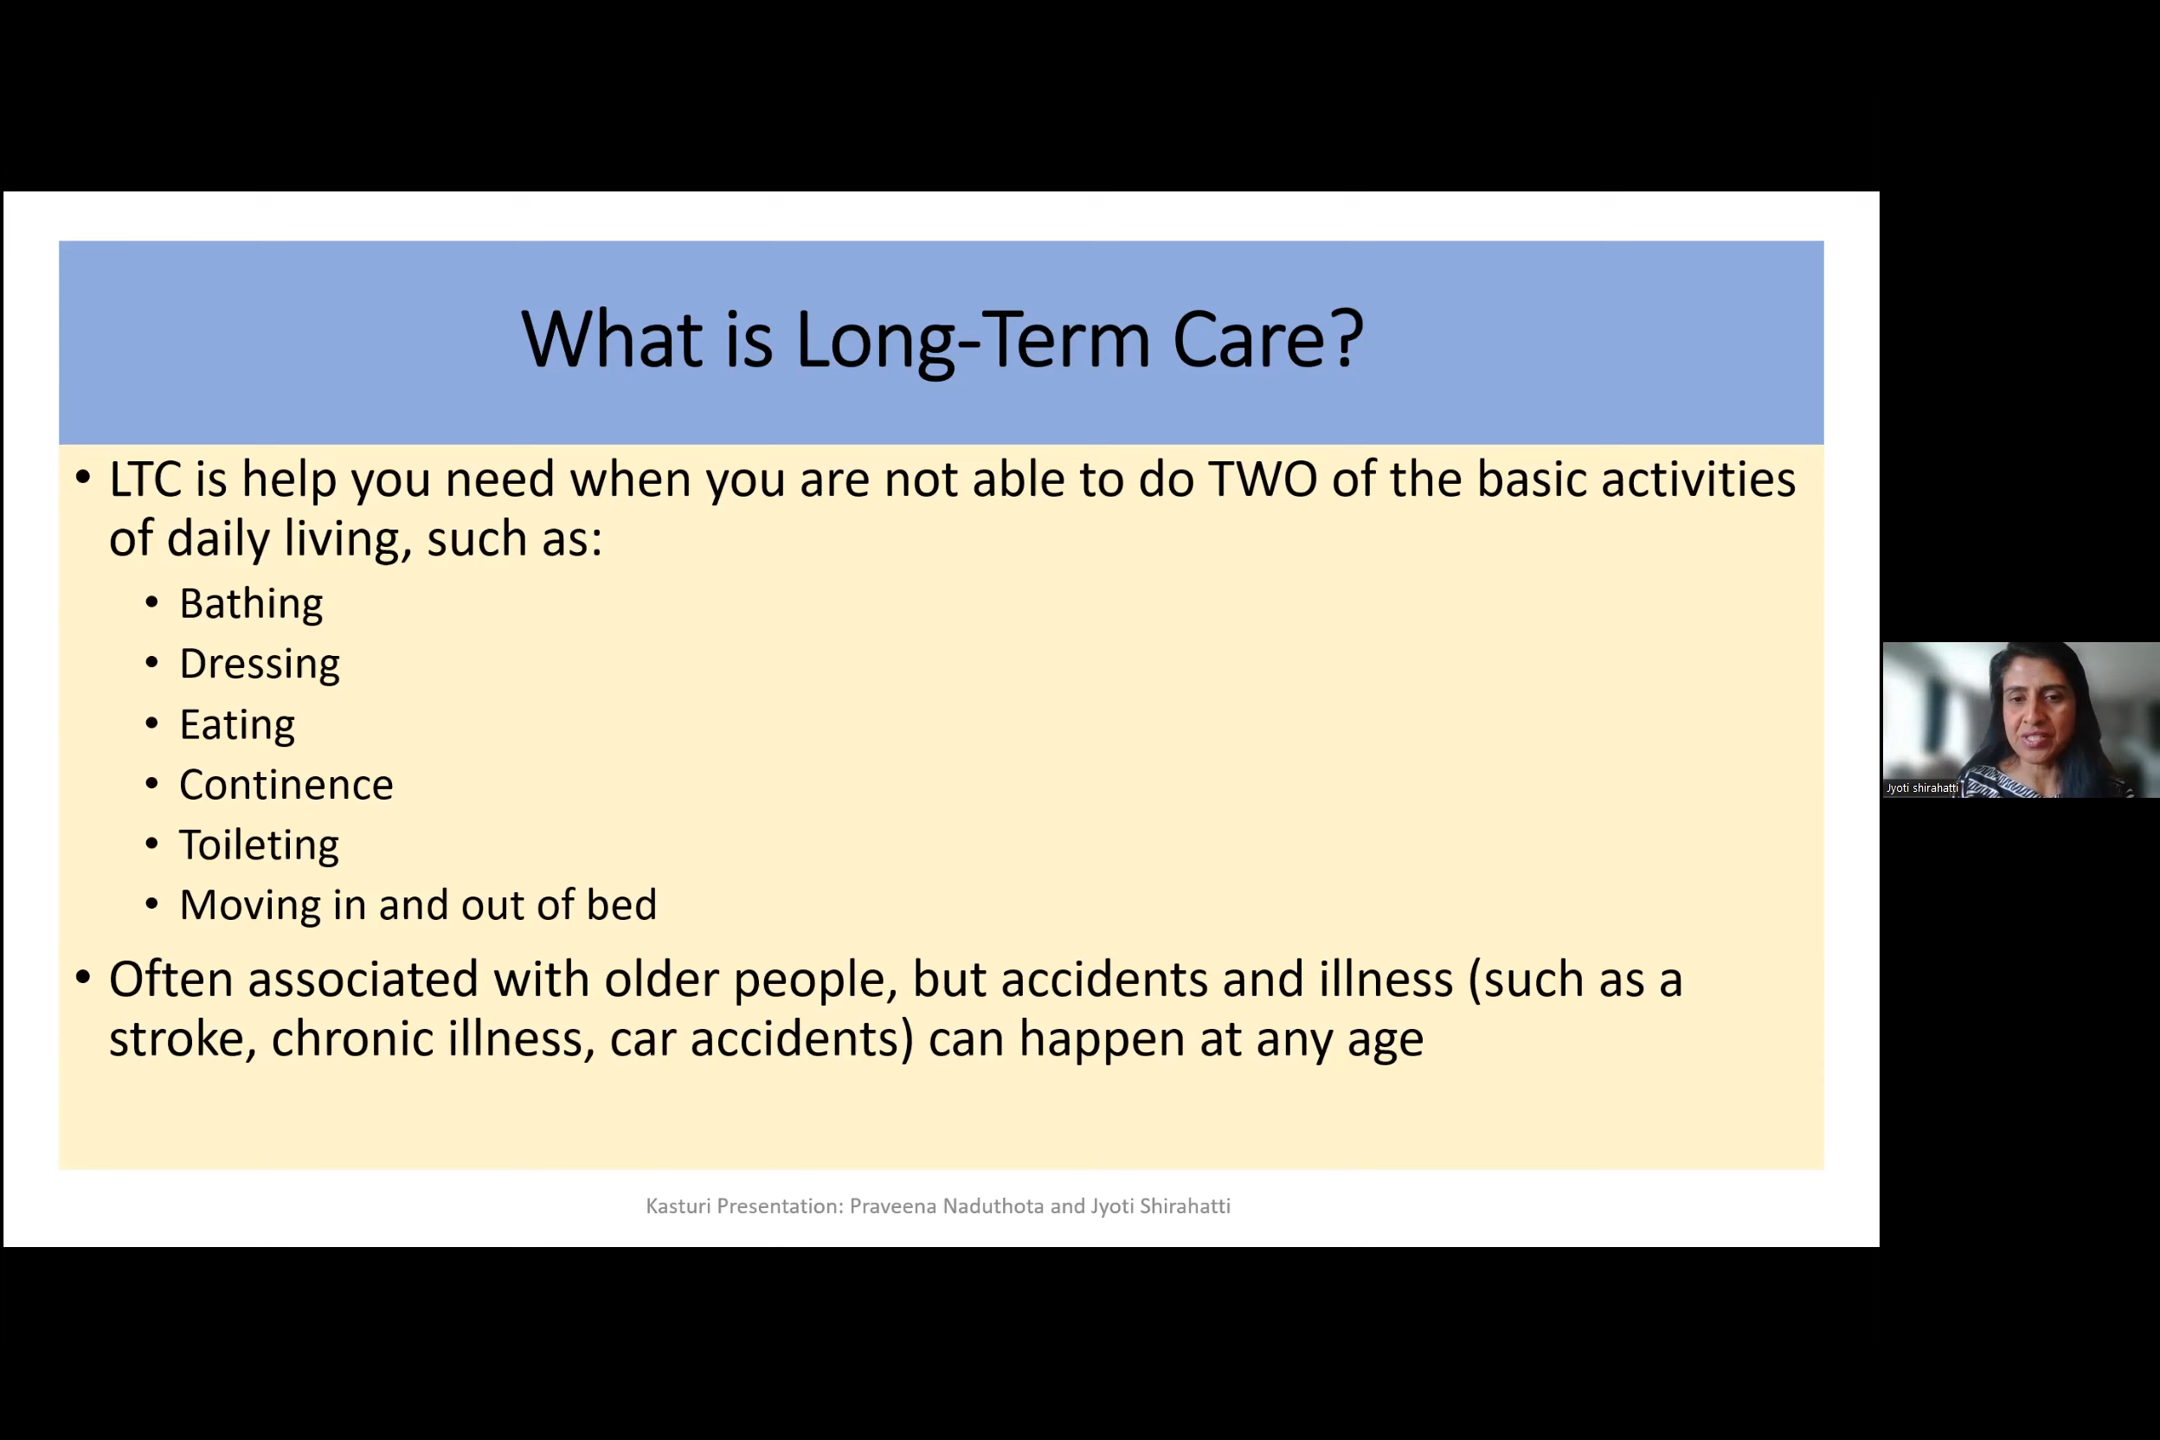 What is Long-Term Care?
• LTC is help you need when you are not able to do TWO of the basic activities
of daily living, such as:
• Bathing
• Dressing
• Eating
• Continence
• Toileting
• Moving in and out of bed
• Often associated with older people, but accidents and illness (such as a
stroke, chronic illness, car accidents) can happen at any age
Kasturi Presentation: Praveena Naduthota and Jyoti Shirahatti
Jyoti shirahatti